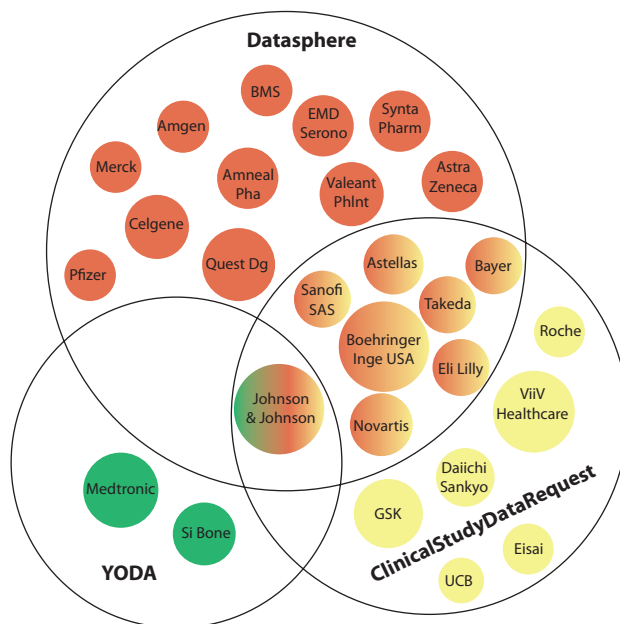 Datasphere
BMS
EMD
Serono
Synta
Pharm
Amgen
Merck
Amneal
Pha
Valeant
PhInt
Astra
Zeneca
Celgene
Pfizer
Quest Dg
Astellas
Bayer
Sanofi
SAS
Takeda
Roche
Boehringer
Inge USA
Eli Lilly
Johnson
& Johnson
Novartis
ViiV
Healthcare
Medtronic
Daiichi
Sankyo
GSK
ClinicalStudyDataRequest
Si Bone
Eisai
YODA
UCB